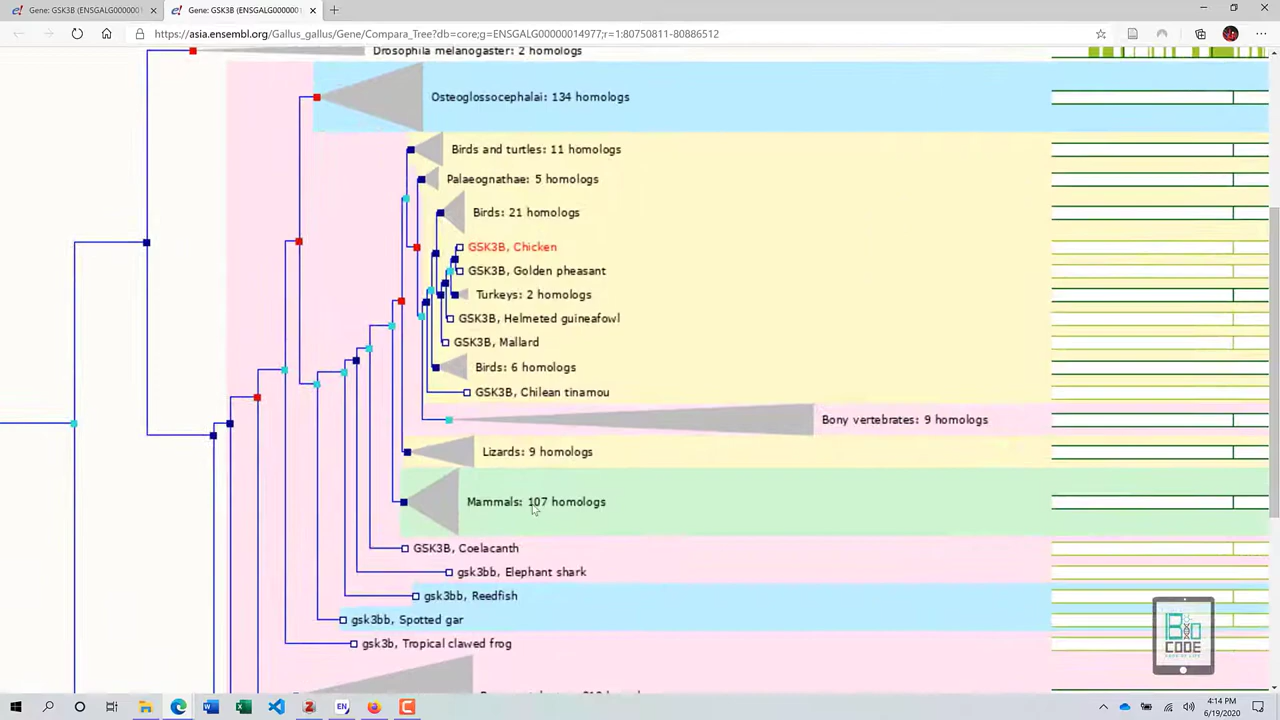 Gene: GSK3B (ENSGALG0000001
Gene: GSK3B (ENSGALG0000001
https://asia.ensembl.org/Gallus_gallus/Gene/Compara_Tree?db=core;g=ENSGALG00000014977;r=1:80750811-80886512
Drosophila melanogaster: 2 homologs
Osteoglossocephalai: 134 homologs
Birds and turtles: 11 homologs
Palaeognathae: 5 homologs
Birds: 21 homologs
GSK3B, Chicken
GSK3B, Golden pheasant
Turkeys: 2 homologs
GSK3B, Helmeted guineafowl
GSK3B, Mallard
Birds: 6 homologs
GSK3B, Chilean tinamou
Bony vertebrates: 9 homologs
Lizards: 9 homologs
Mammals: 107 homologs
GSK3B, Coelacanth
gsk3bb, Elephant shark
gsk3bb, Reedfish
gsk3bb, Spotted gar
gsk3b, Tropical clawed frog
BioCODE
EN
4:14 PM
6/19/2020